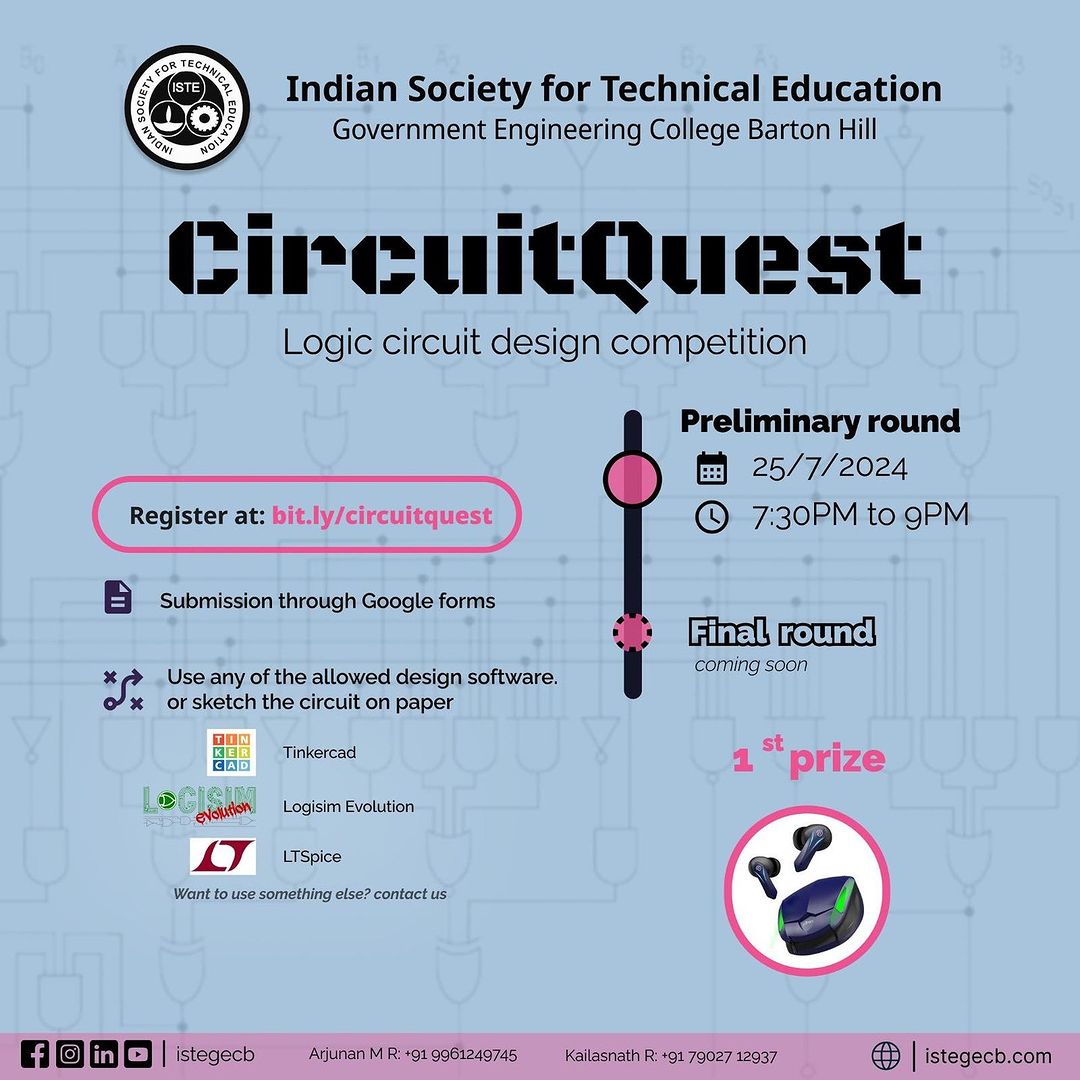 INDIAN SOCIETY FOR TECHNICAL EDUCATION
ISTE
Indian Society for Technical Education
Government Engineering College Barton Hill
CircuitQuest
Logic circuit design competition
Preliminary round
25/7/2024
7:30PM to 9PM
Register at: bit.ly/circuitquest
Submission through Google forms
Final round
coming soon
Use any of the allowed design software.
or sketch the circuit on paper
TIN
KER
CAD
Tinkercad
LOGISIM
evolution
Logisim Evolution
LTSpice
Want to use something else? contact us
1st prize
istegecb
Arjunan M R: +91 9961249745
Kailasnath R: +91 79027 12937
istegecb.com